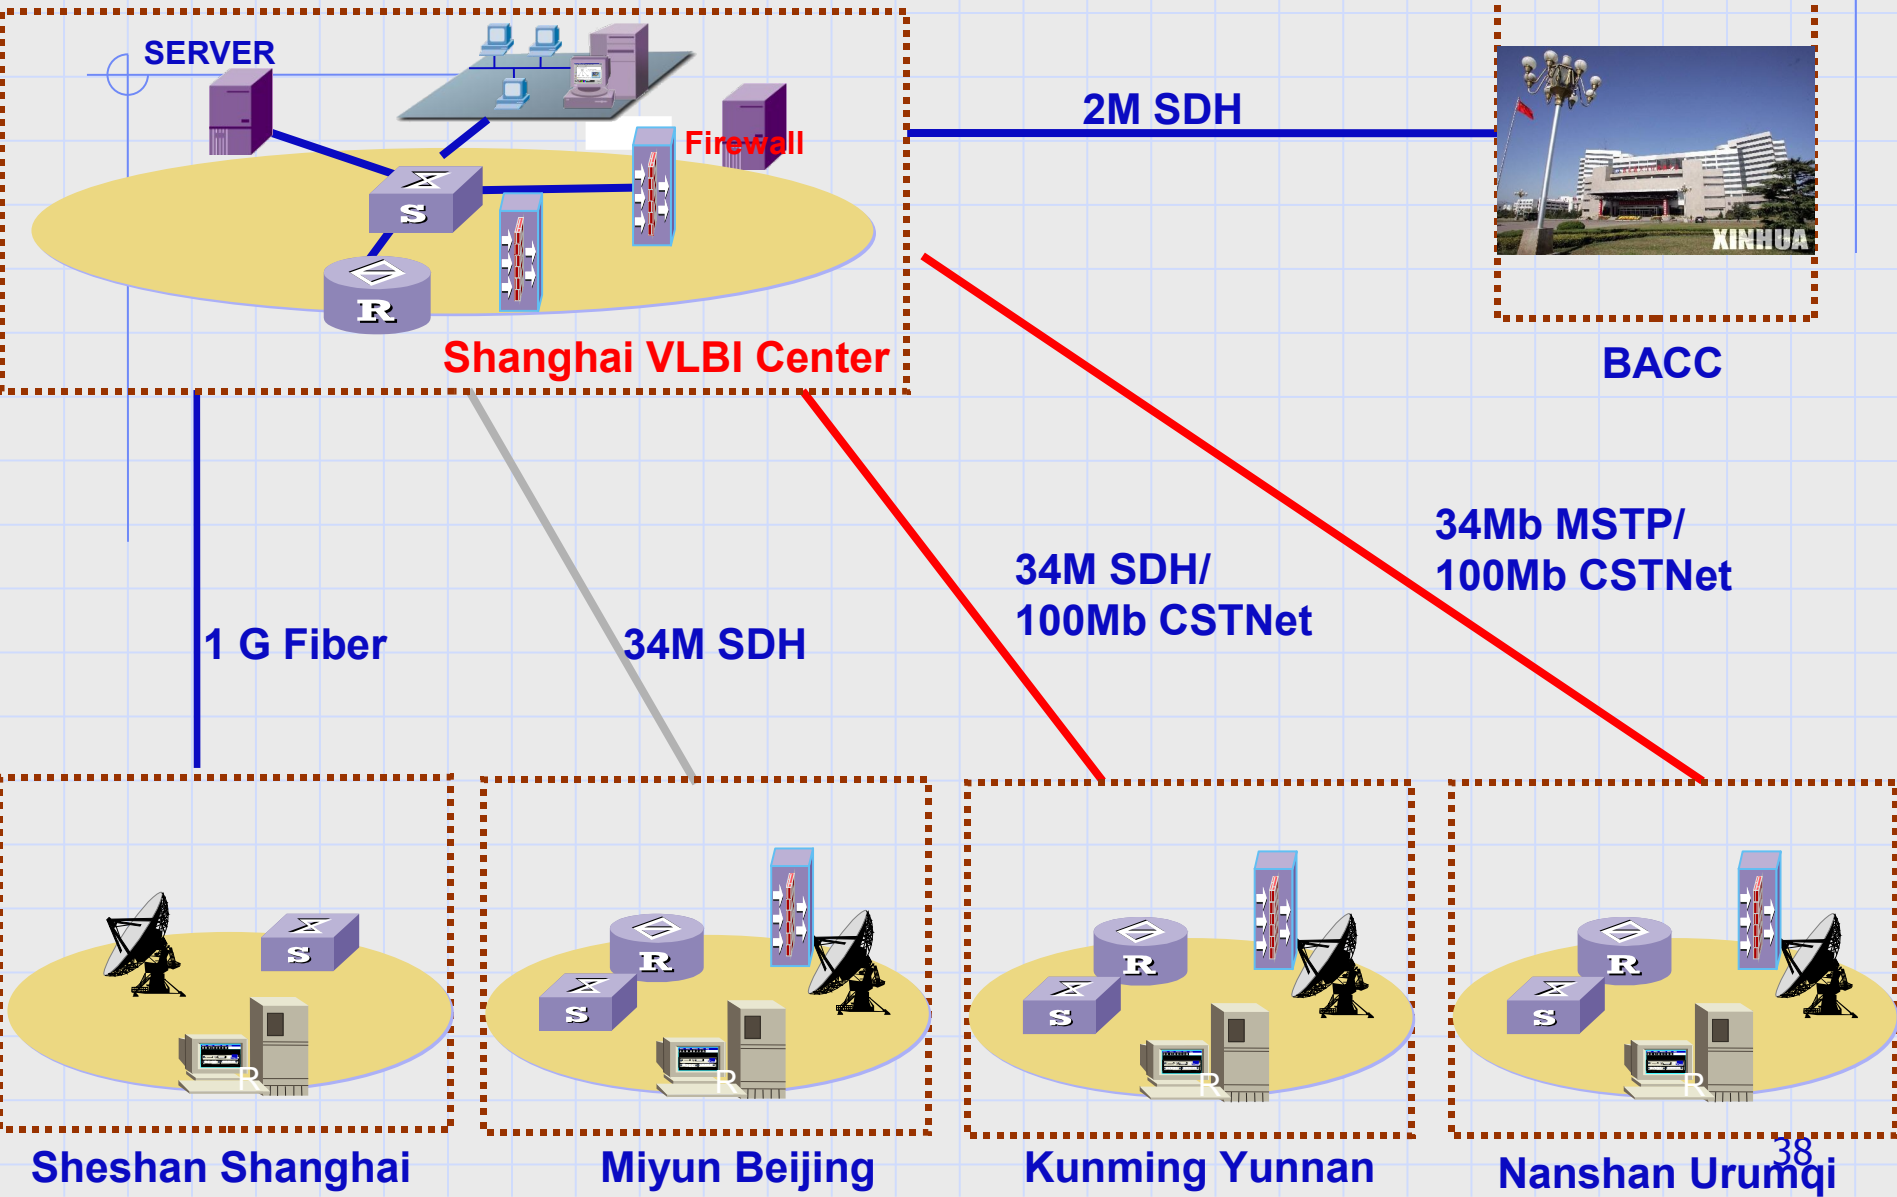 SERVER
Firewall
2M SDH
S
R
XINHUA
Shanghai VLBI Center
BACC
34Mb MSTP/
100Mb CSTNet
34M SDH/
100Mb CSTNet
1 G Fiber
34M SDH
S
R
S
R
R
S
R
R
S
R
R
Sheshan Shanghai
Miyun Beijing
Kunming Yunnan
Nanshan Urumqi
38